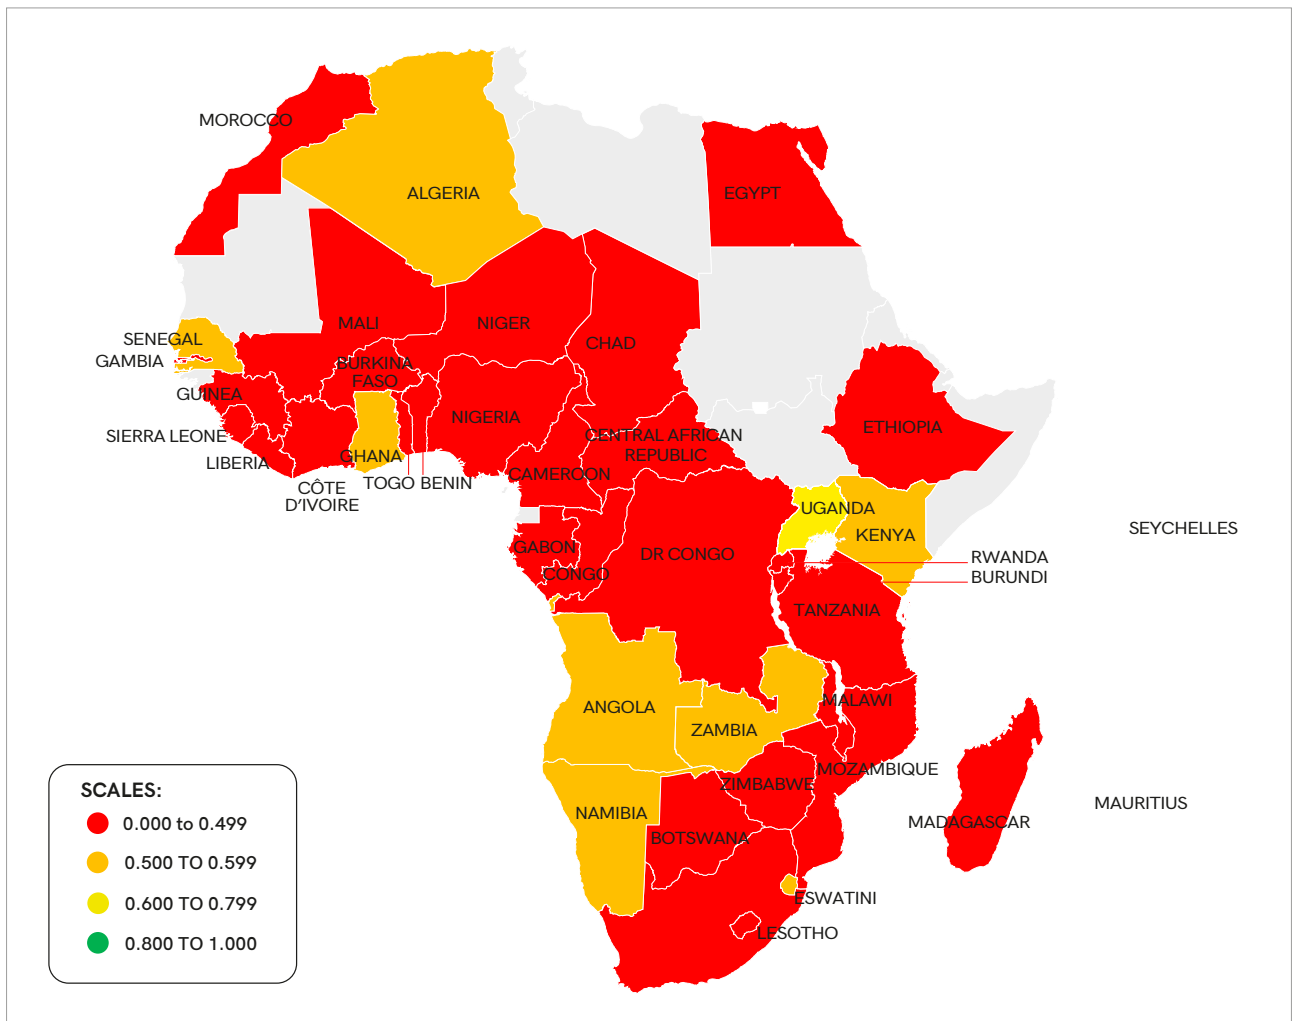 MOROCCO
ALGERIA
EGYPT
MALI
NIGER
CHAD
SENEGAL
GAMBIA
BURKINA
FASO
GUINEA
NIGERIA
ETHIOPIA
SIERRA LEONE
CENTRAL AFRICAN
REPUBLIC
LIBERIA
GHANA
CAMEROON
TOGO BENIN
CÔTE
D'IVOIRE
UGANDA
KENYA
SEYCHELLES
GABON
DR CONGO
RWANDA
CONGO
BURUNDI
TANZANIA
ANGOLA
MALAWI
ZAMBIA
MOZAMBIQUE
ZIMBABWE
NAMIBIA
MAURITIUS
MADAGASCAR
BOTSWANA
ESWATINI
LESOTHO
SCALES:
0.000 to 0.499
0.500 TO 0.599
0.600 TO 0.799
0.800 TO 1.000